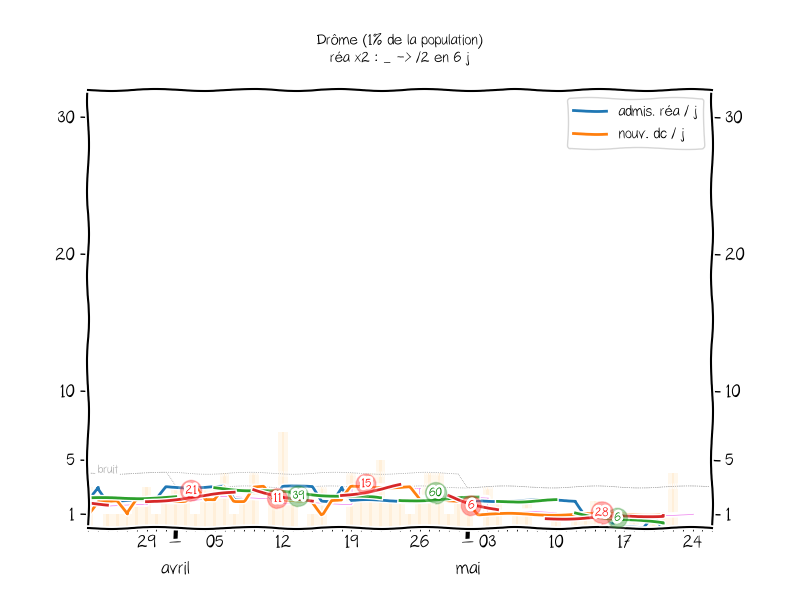 Drôme (1% de la population)
réa x2 : _ -> /2 en 6 j
admis. réa / j
nouv. dc / j
30 30
20 20
10 10
5 5
1 1
bruit
21 11 39 15 60 6 28 6
29 05 12 19 26 03 10 17 24
avril mai